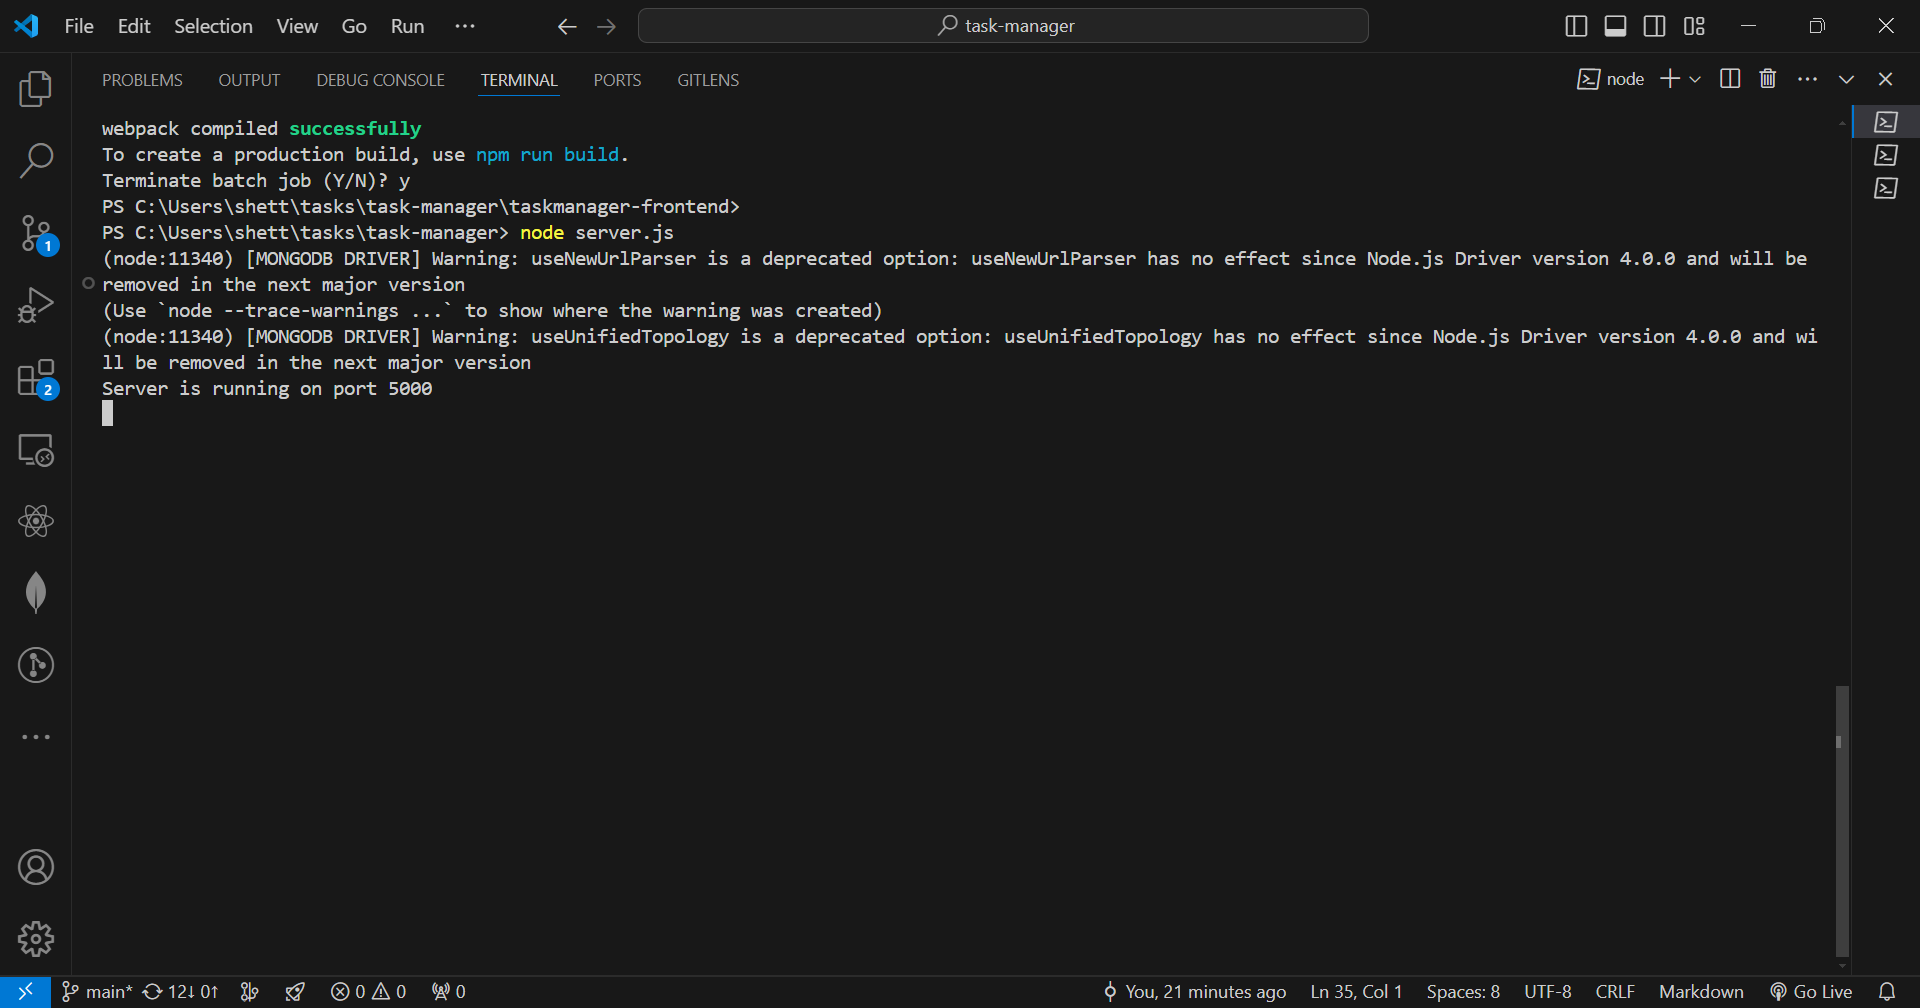 File Edit Selection View Go Run ...
task-manager
PROBLEMS OUTPUT DEBUG CONSOLE TERMINAL PORTS GITLENS
node
webpack compiled successfully
To create a production build, use npm run build.
Terminate batch job (Y/N)? y
PS C:\Users\shett\tasks\task-manager\taskmanager-frontend>
PS C:\Users\shett\tasks\task-manager> node server.js
(node:11340) [MONGODB DRIVER] Warning: useNewUrlParser is a deprecated option: useNewUrlParser has no effect since Node.js Driver version 4.0.0 and will be
removed in the next major version
(Use `node --trace-warnings ...` to show where the warning was created)
(node:11340) [MONGODB DRIVER] Warning: useUnifiedTopology is a deprecated option: useUnifiedTopology has no effect since Node.js Driver version 4.0.0 and wi
ll be removed in the next major version
Server is running on port 5000
1
2
main* 12↓ 0↑ 0 0 0 You, 21 minutes ago Ln 35, Col 1 Spaces: 8 UTF-8 CRLF Markdown Go Live